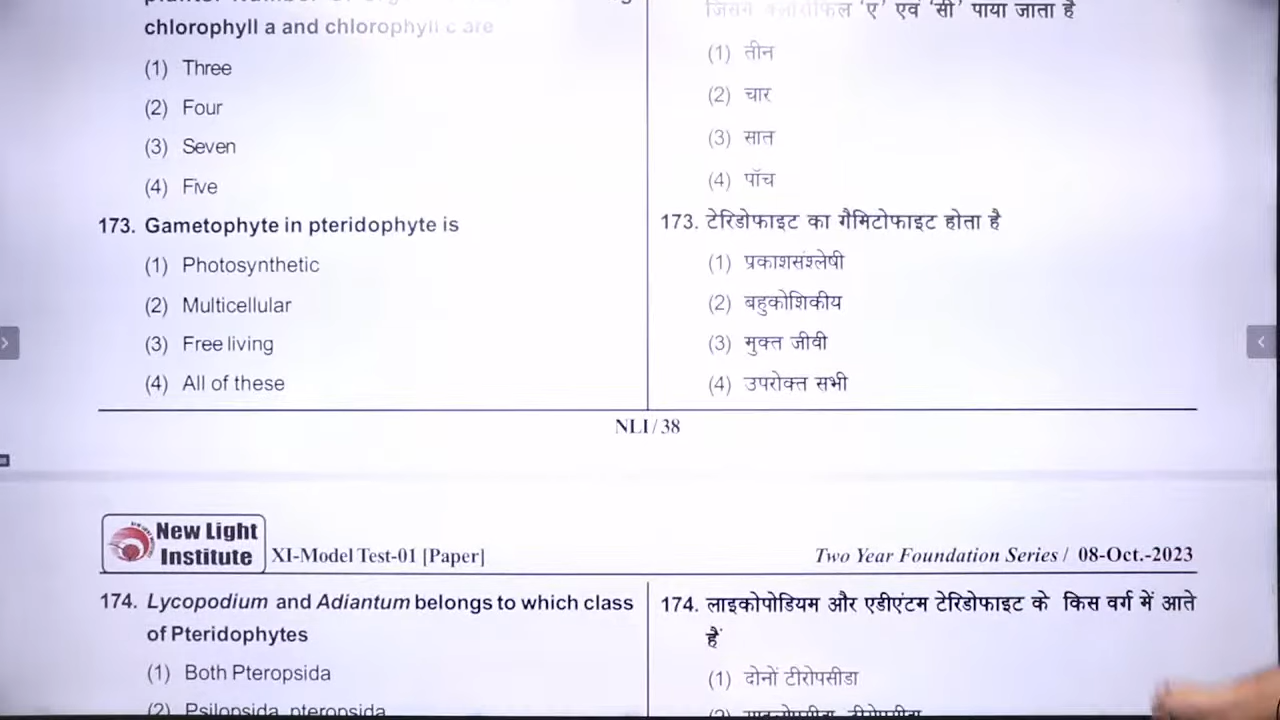 chlorophyll a and chlorophyll c are
(1) Three
(2) Four
(3) Seven
(4) Five
173. Gametophyte in pteridophyte is
(1) Photosynthetic
(2) Multicellular
(3) Free living
(4) All of these
'ए' एवं 'सी' पाया जाता है
(1) तीन
(2) चार
(3) सात
(4) पाॅच
173. टेरिडोफाइट का गैमिटोफाइट होता है
(1) प्रकाशसंश्लेषी
(2) बहुकोशिकीय
(3) मुक्त जीवी
(4) उपरोक्त सभी
NLI/38
New Light
Institute
XI-Model Test-01 [Paper]
Two Year Foundation Series / 08-Oct.-2023
174. Lycopodium and Adiantum belongs to which class
of Pteridophytes
(1) Both Pteropsida
(2) Psilopsida, pteropsida
174. लाइकोपोडियम और एडीएंटम टेरिडोफाइट के किस वर्ग में आते
हैं
(1) दोनों टीरोपसीडा